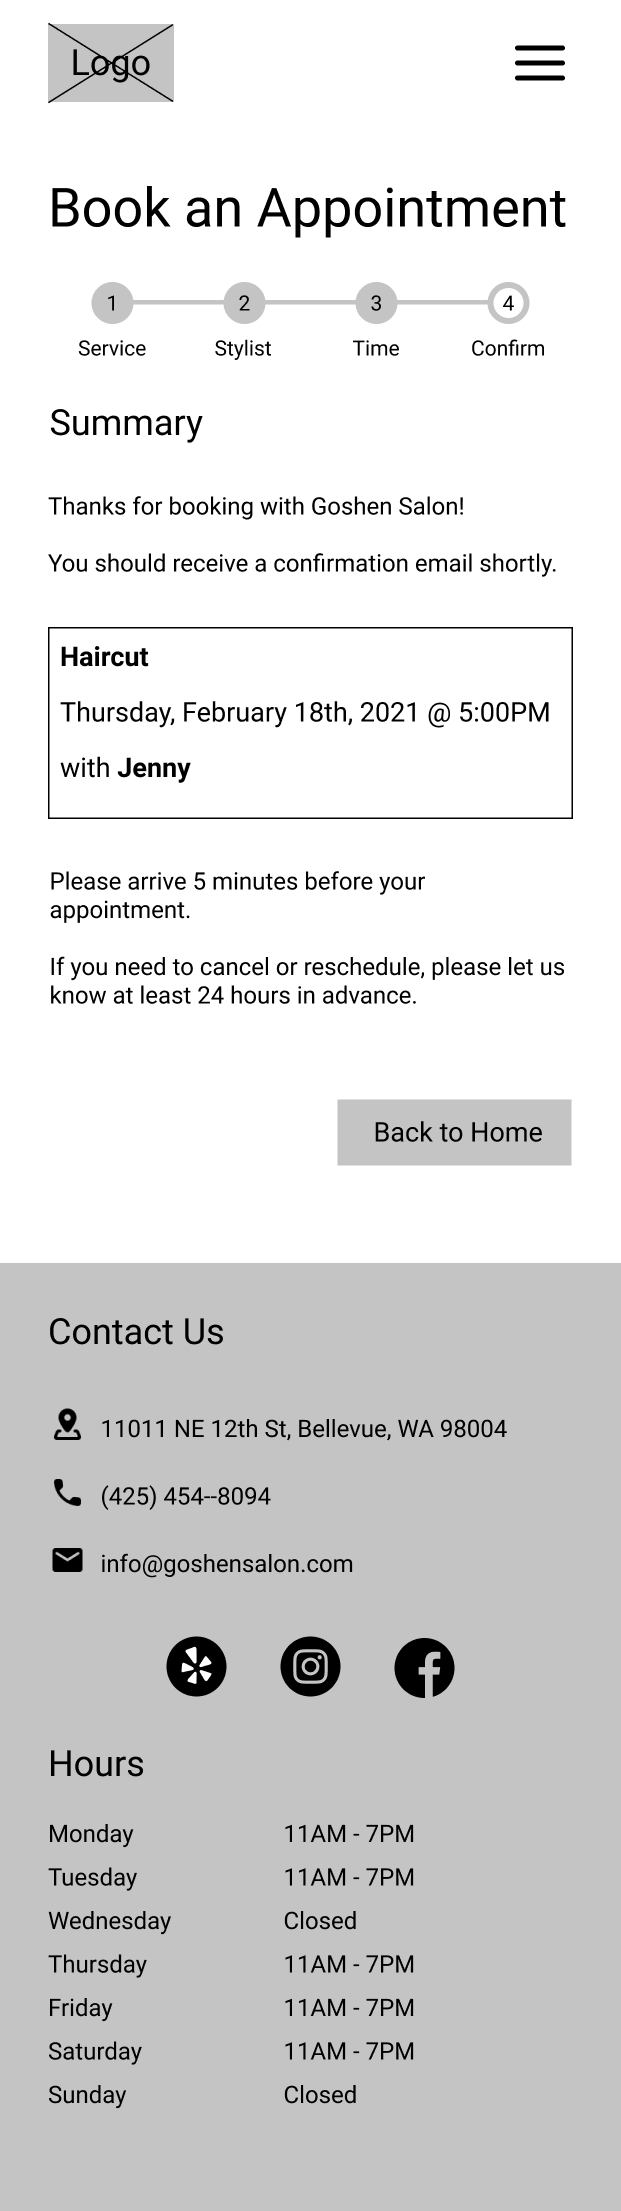 Logo
Book an Appointment
1 2 3 4
Service Stylist Time Confirm
Summary
Thanks for booking with Goshen Salon!
You should receive a confirmation email shortly.
Haircut
Thursday, February 18th, 2021 @ 5:00PM
with Jenny
Please arrive 5 minutes before your
appointment.
If you need to cancel or reschedule, please let us
know at least 24 hours in advance.
Back to Home
Contact Us
11011 NE 12th St, Bellevue, WA 98004
(425) 454--8094
info@goshensalon.com
Hours
Monday 11AM - 7PM
Tuesday 11AM - 7PM
Wednesday Closed
Thursday 11AM - 7PM
Friday 11AM - 7PM
Saturday 11AM - 7PM
Sunday Closed